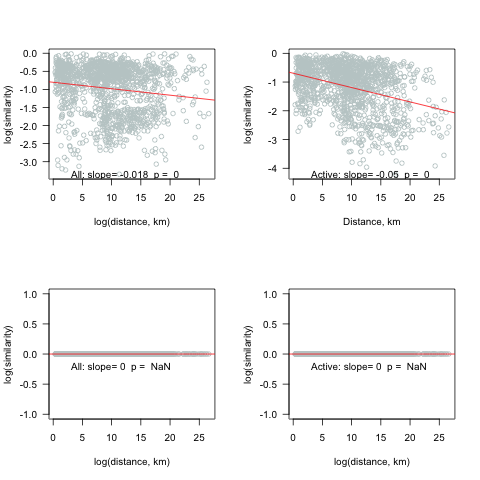 log(similarity)
0.0
-0.5
-1.0
-1.5
-2.0
-2.5
-3.0
All: slope= -0.018 p = 0
0 5 10 15 20 25
log(distance, km)
log(similarity)
0
-1
-2
-3
-4
Active: slope= -0.05 p = 0
0 5 10 15 20 25
Distance, km
log(similarity)
1.0
0.5
0.0
-0.5
-1.0
All: slope= 0 p = NaN
0 5 10 15 20 25
log(distance, km)
log(similarity)
1.0
0.5
0.0
-0.5
-1.0
Active: slope= 0 p = NaN
0 5 10 15 20 25
log(distance, km)